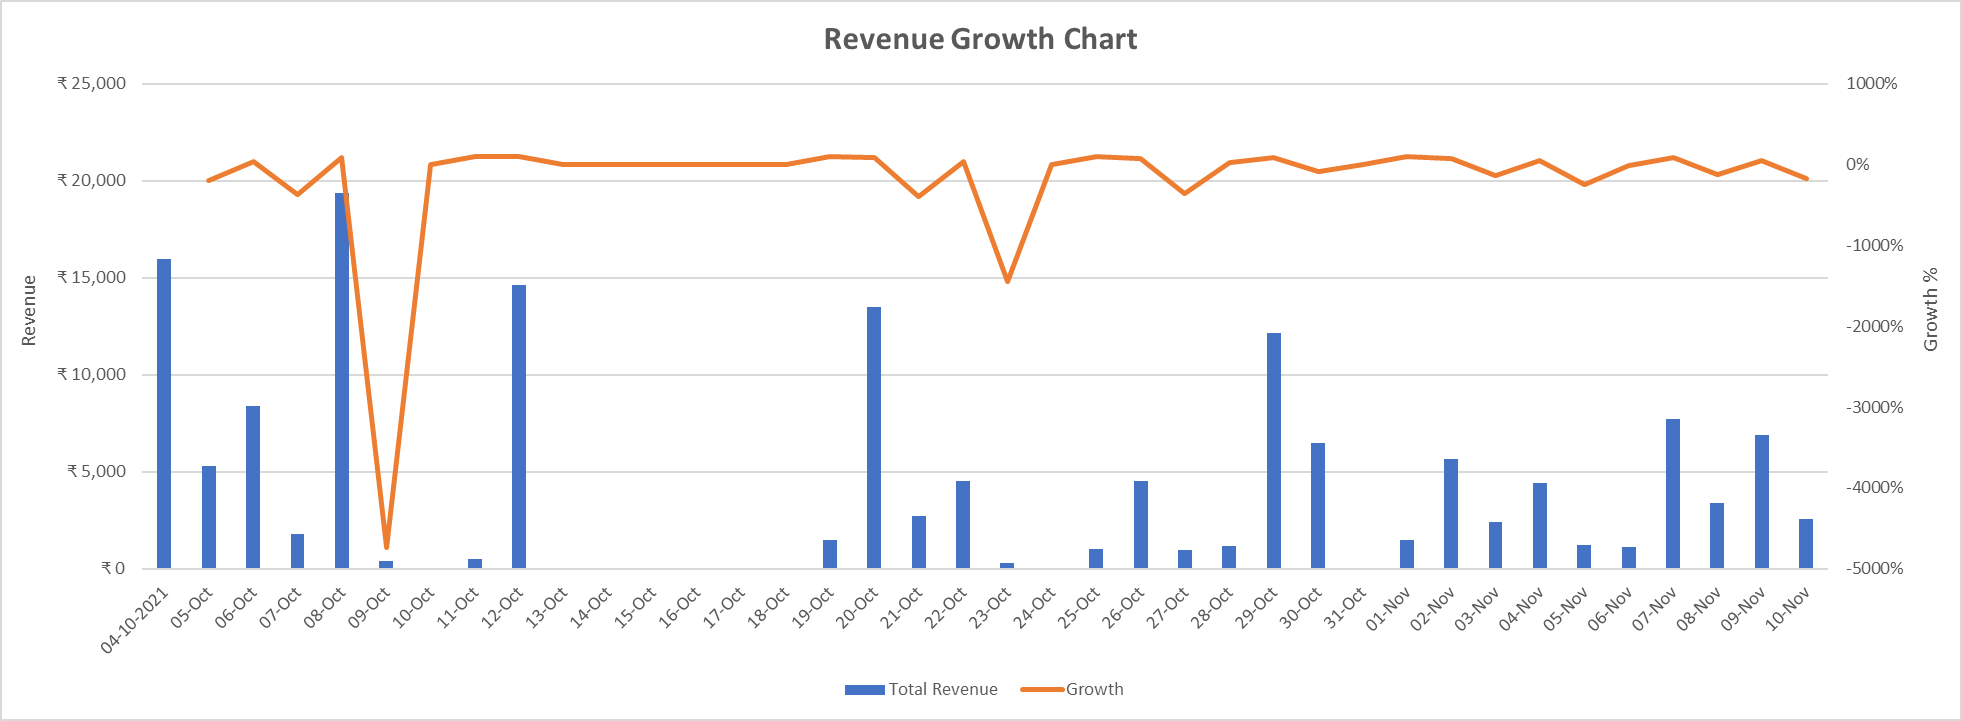 Revenue Growth Chart
₹ 25,000
₹ 20,000
₹ 15,000
₹ 10,000
₹ 5,000
₹ 0
Revenue
1000%
0%
-1000%
-2000%
-3000%
-4000%
-5000%
Growth %
04-10-2021
05-Oct
06-Oct
07-Oct
08-Oct
09-Oct
10-Oct
11-Oct
12-Oct
13-Oct
14-Oct
15-Oct
16-Oct
17-Oct
18-Oct
19-Oct
20-Oct
21-Oct
22-Oct
23-Oct
24-Oct
25-Oct
26-Oct
27-Oct
28-Oct
29-Oct
30-Oct
31-Oct
01-Nov
02-Nov
03-Nov
04-Nov
05-Nov
06-Nov
07-Nov
08-Nov
09-Nov
10-Nov
Total Revenue
Growth